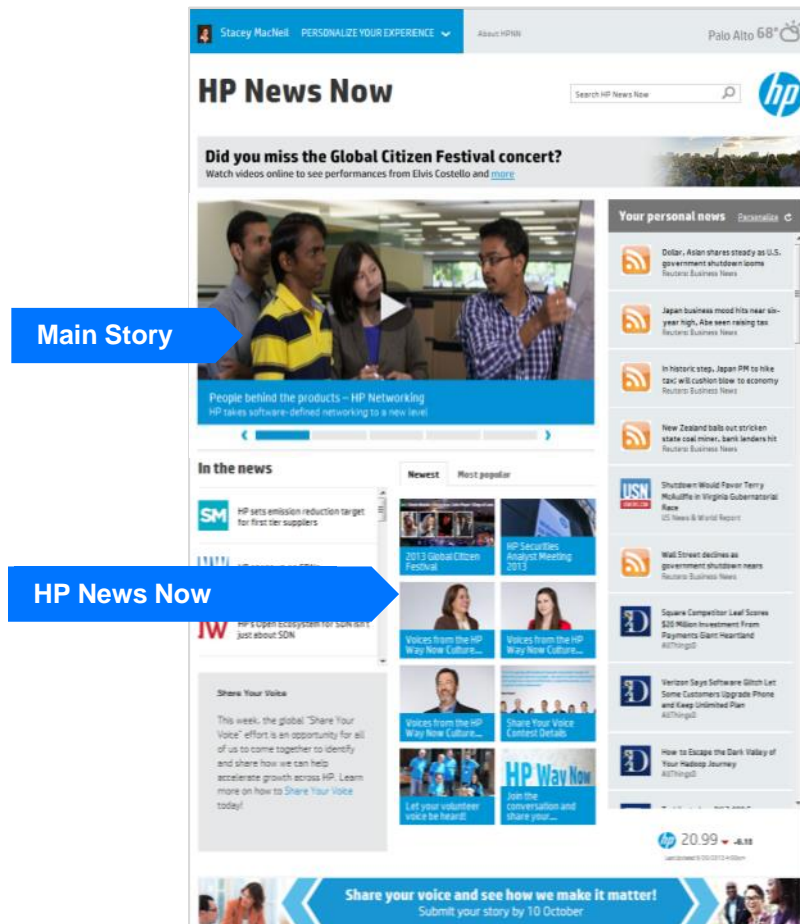 Stacey MacNeil PERSONALIZE YOUR EXPERIENCE
About HPNN
Palo Alto 68°
HP News Now
Search HP News Now
hp
Did you miss the Global Citizen Festival concert?
Watch videos online to see performances from Elvis Costello and more
Main Story
People behind the products – HP Networking
HP takes software-defined networking to a new level
In the news
SM
HP sets emission reduction target
for first tier suppliers
HP News Now
IW
HP's Open Ecosystem for SDN isn't
just about SDN
Share Your Voice
This week, the global "Share Your
Voice" effort is an opportunity for all
of us to come together to identify
and share how we can help
accelerate growth across HP. Learn
more on how to Share Your Voice
today!
Newest Most popular
2013 Global Citizen
Festival
HP Securities
Analyst Meeting
2013
Voices from the HP
Way Now Culture...
Voices from the HP
Way Now Culture...
Voices from the HP
Way Now Culture...
Share Your Voice
Contest Details
Let your volunteer
voice be heard!
HP Way Now
Join the
conversation and
share your...
Your personal news Personalize
Dollar, Asian shares steady as U.S.
government shutdown looms
Reuters: Business News
Japan business mood hits near six-
year high, Abe seen raising tax
Reuters: Business News
In historic step, Japan PM to hike
tax; will cushion blow to economy
Reuters: Business News
New Zealand bails out stricken
state coal miner, bank lenders hit
Reuters: Business News
USN
Shutdown Would Favor Terry
McAuliffe in Virginia Gubernatorial
Race
US News & World Report
Wall Street declines as
government shutdown nears
Reuters: Business News
D
Square Competitor Leaf Scores
$20 Million Investment From
Payments Giant Heartland
AllThingsD
D
Verizon Says Software Glitch Let
Some Customers Upgrade Phone
and Keep Unlimited Plan
AllThingsD
D
How to Escape the Dark Valley of
Your Hadoop Journey
AllThingsD
hp 20.99 -0.18
Share your voice and see how we make it matter!
Submit your story by 10 October